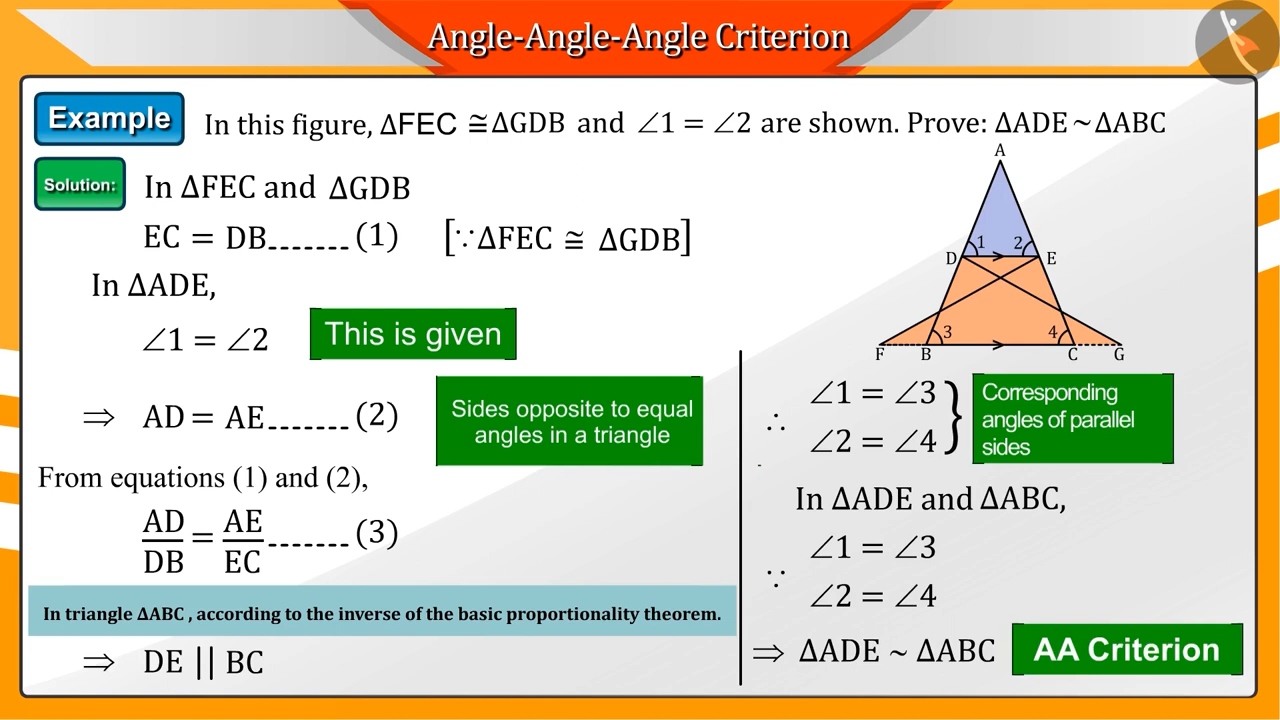 Angle-Angle-Angle Criterion
Example In this figure, ΔFEC ≅ ΔGDB and ∠1 = ∠2 are shown. Prove: ΔADE ~ ΔABC
Solution: In ΔFEC and ΔGDB
EC = DB------- (1) [∵ ΔFEC ≅ ΔGDB]
In ΔADE,
∠1 = ∠2 This is given
⇒ AD = AE------- (2)
Sides opposite to equal
angles in a triangle
From equations (1) and (2),
AD/DB = AE/EC------- (3)
In triangle ΔABC , according to the inverse of the basic proportionality theorem.
⇒ DE || BC
A
1 2
D E
3 4
F B C G
∴ ∠1 = ∠3
∠2 = ∠4 }
Corresponding
angles of parallel
sides
In ΔADE and ΔABC,
∵ ∠1 = ∠3
∠2 = ∠4
⇒ ΔADE ~ ΔABC AA Criterion